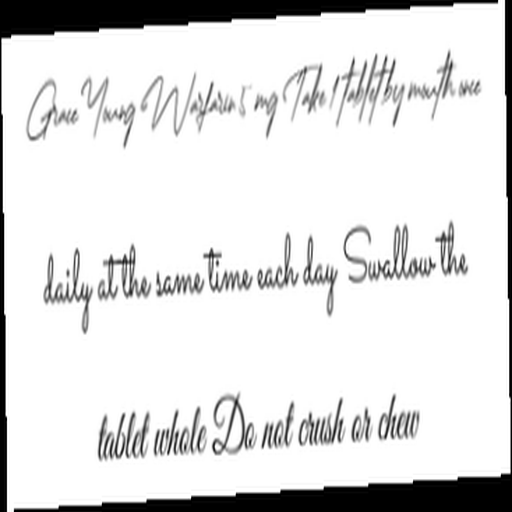 Grace Young Warfarin 5 mg Take 1 tablet by mouth once
daily at the same time each day Swallow the
tablet whole Do not crush or chew